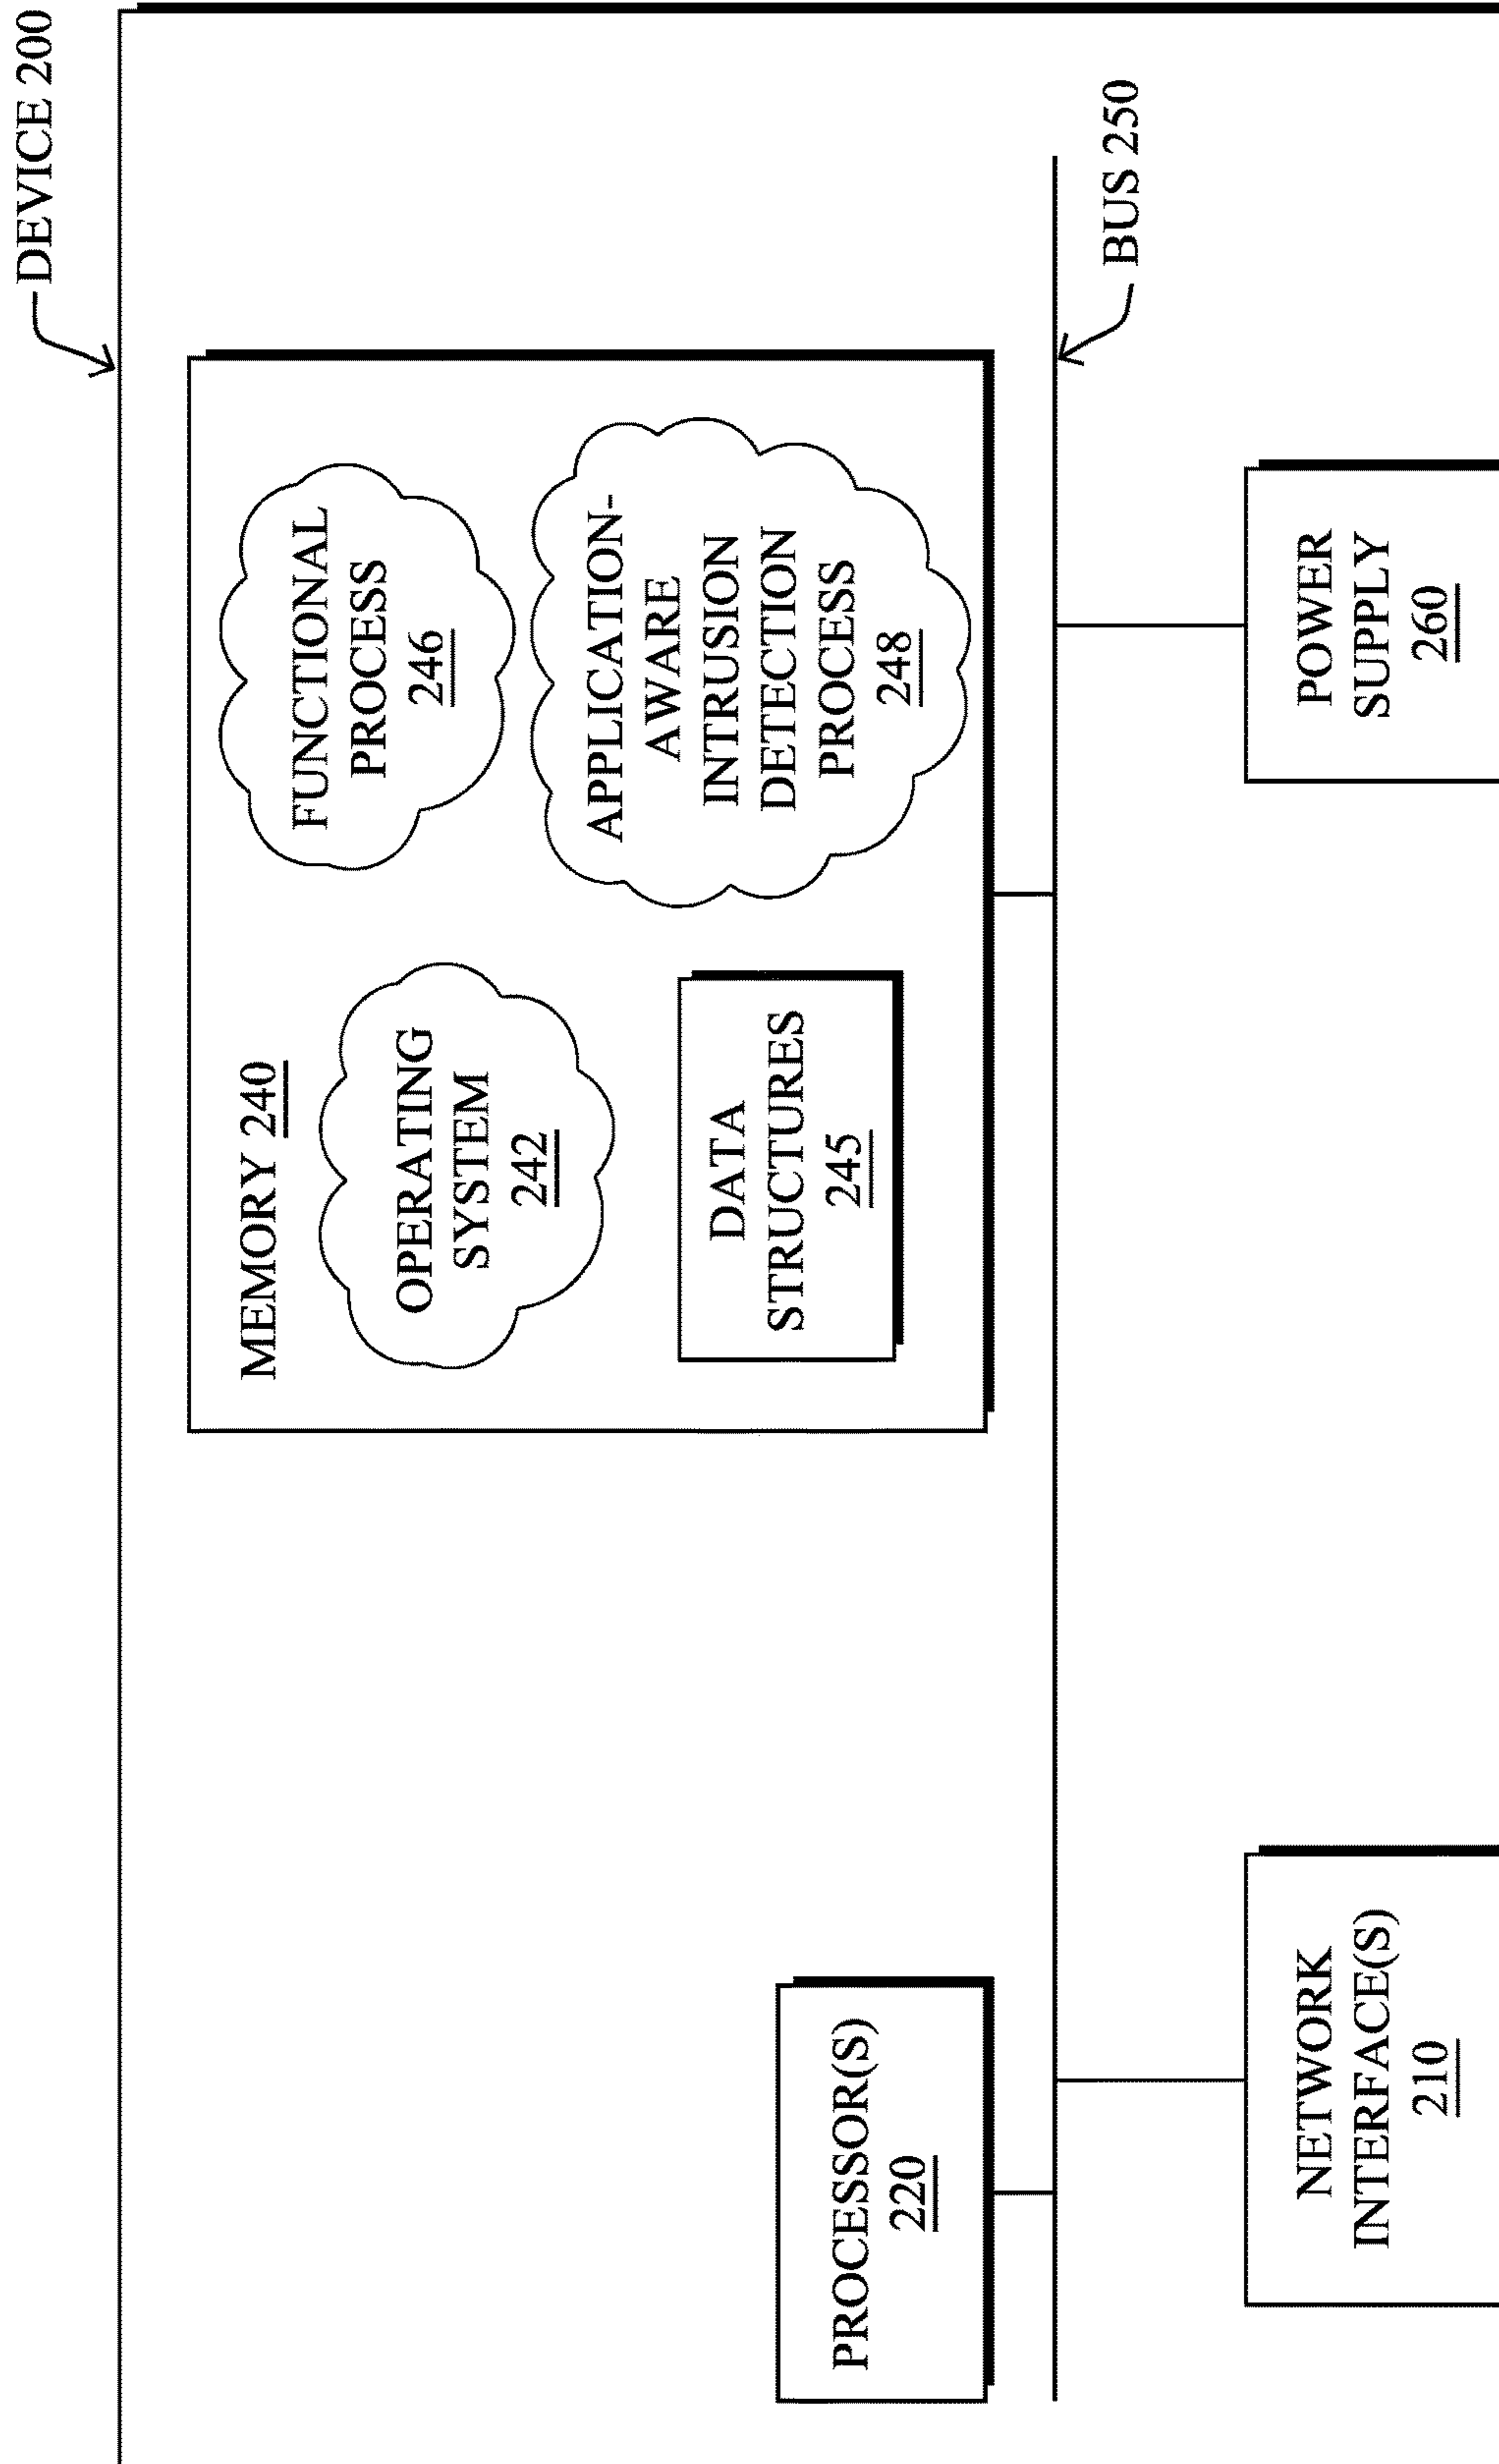 DEVICE 200
MEMORY 240
OPERATING
SYSTEM
242
DATA
STRUCTURES
245
FUNCTIONAL
PROCESS
246
APPLICATION-
AWARE
INTRUSION
DETECTION
PROCESS
248
PROCESSOR(S)
220
BUS 250
NETWORK
INTERFACE(S)
210
POWER
SUPPLY
260